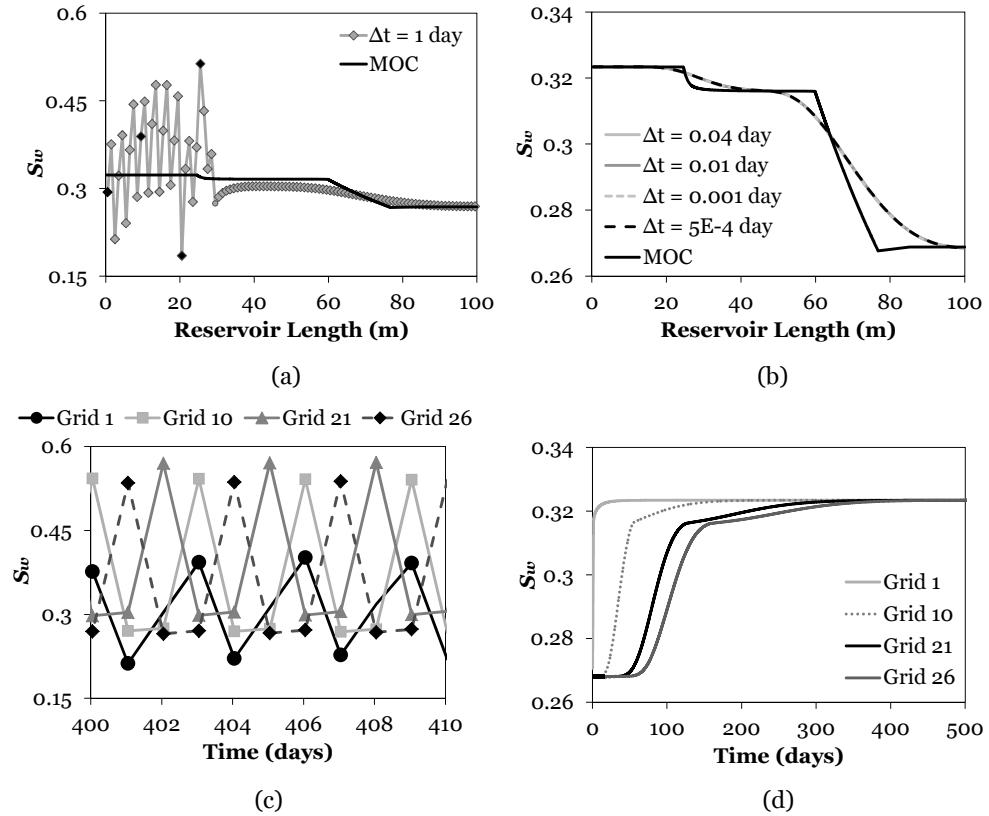 0.6
0.45
0.3
0.15
Sw
0
20
40
60
80
100
Reservoir Length (m)
Δt = 1 day
MOC
(a)
0.34
0.32
0.3
0.28
0.26
Sw
0
20
40
60
80
100
Reservoir Length (m)
Δt = 0.04 day
Δt = 0.01 day
Δt = 0.001 day
Δt = 5E-4 day
MOC
(b)
Grid 1
Grid 10
Grid 21
Grid 26
0.6
0.45
0.3
0.15
Sw
400
402
404
406
408
410
Time (days)
(c)
0.34
0.32
0.3
0.28
0.26
Sw
0
100
200
300
400
500
Time (days)
Grid 1
Grid 10
Grid 21
Grid 26
(d)